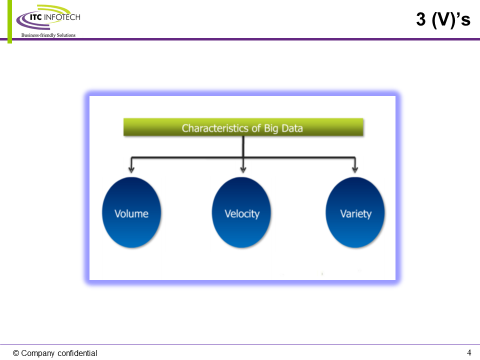 ITC INFOTECH
Business-friendly Solutions
3 (V)’s
Characteristics of Big Data
Volume
Velocity
Variety
© Company confidential
4